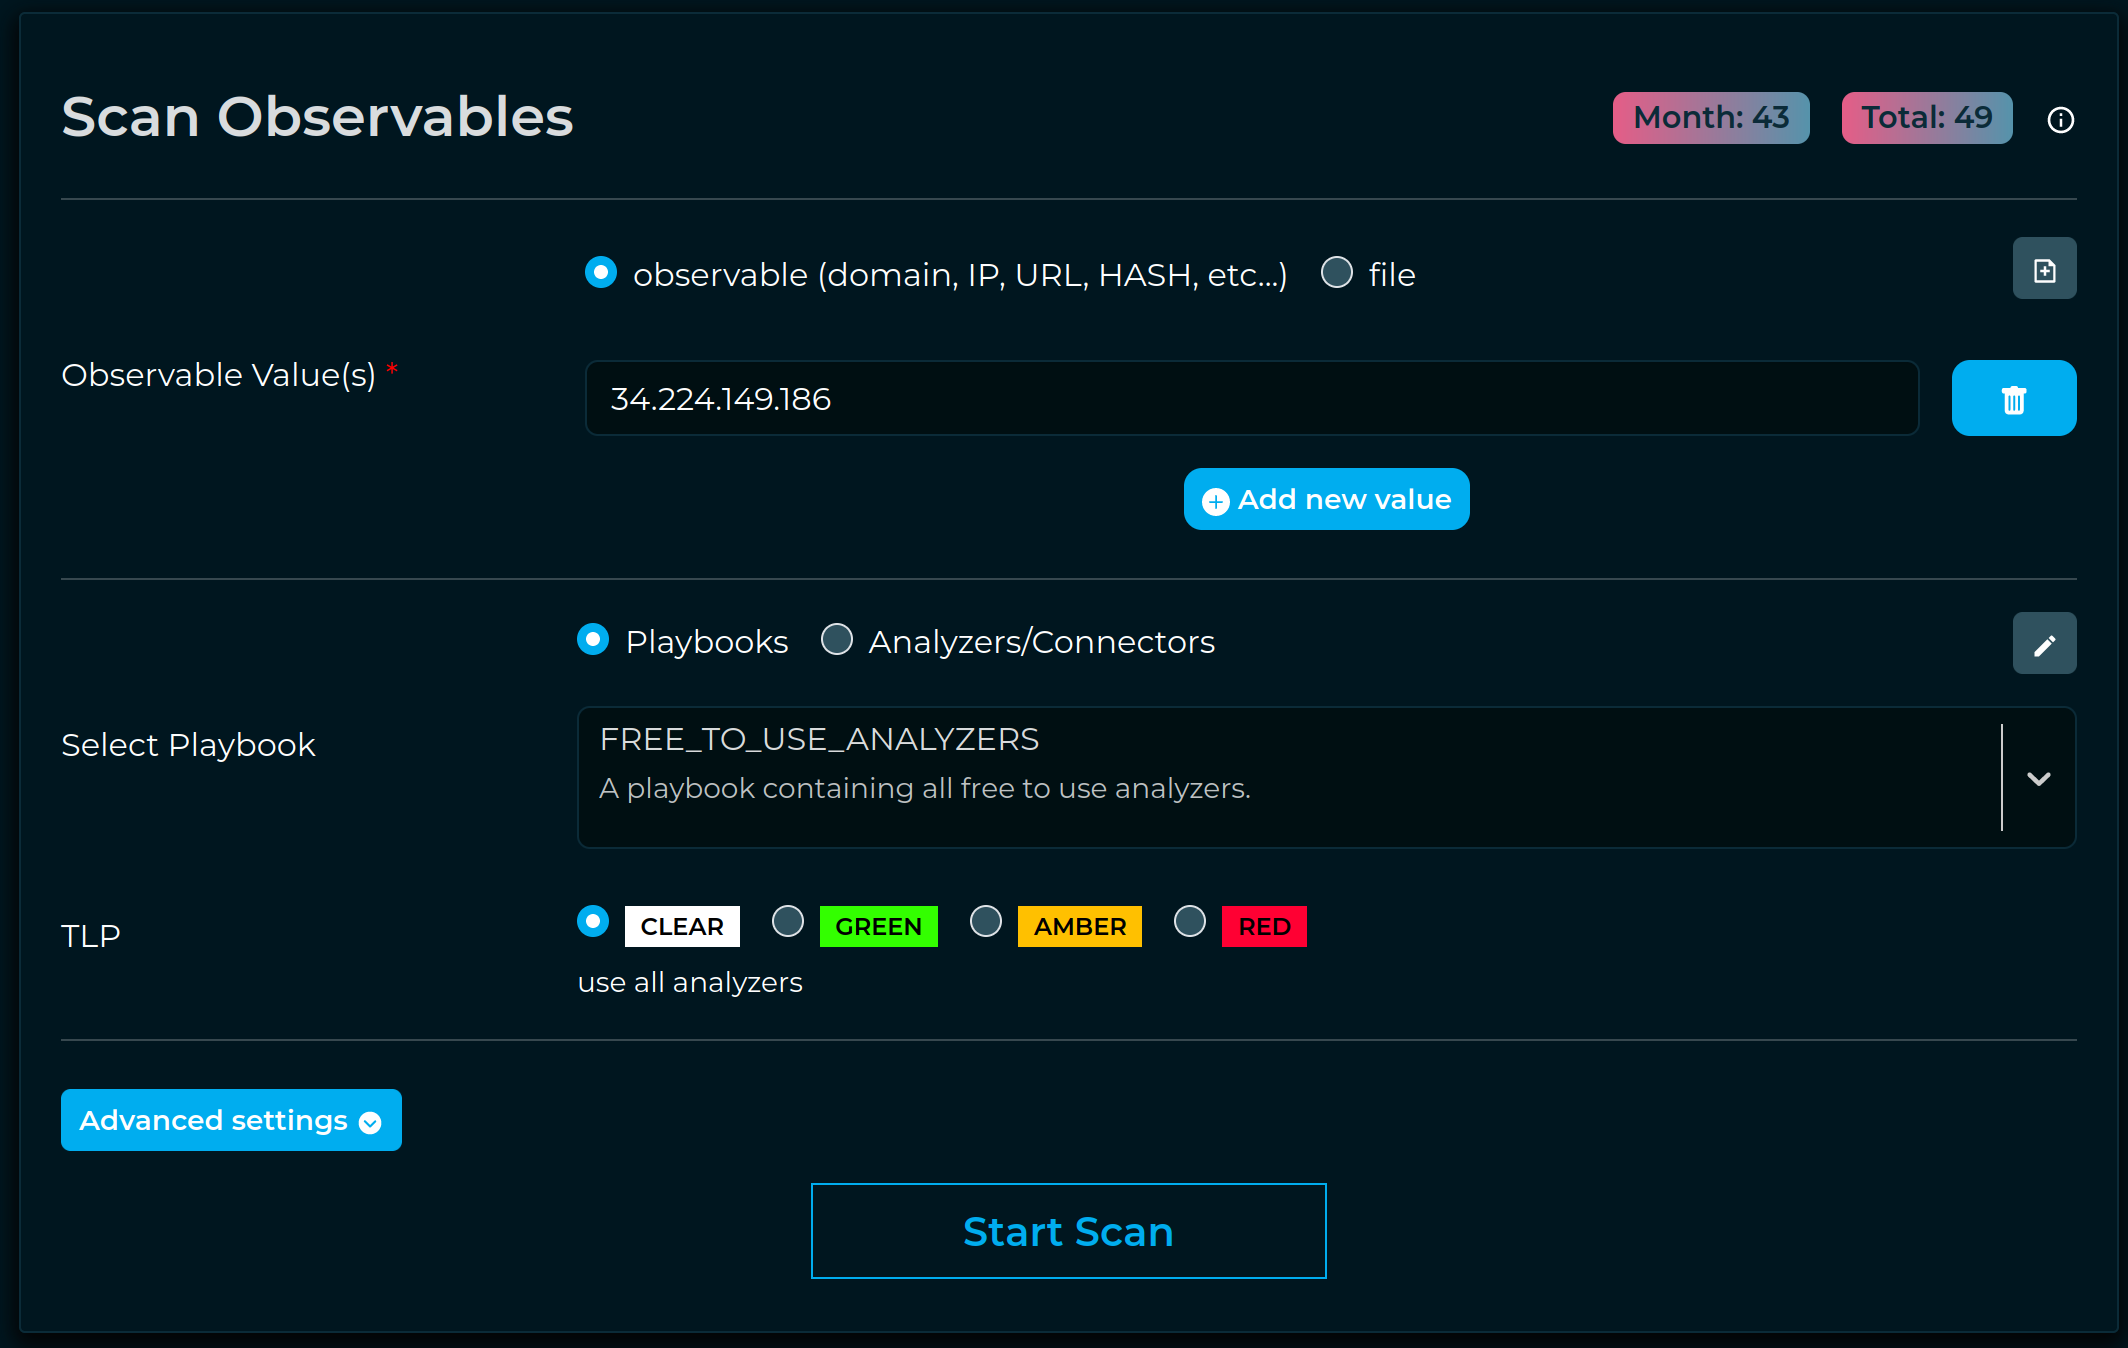 Scan Observables
Month: 43
Total: 49
observable (domain, IP, URL, HASH, etc...)
file
Observable Value(s) *
34.224.149.186
Add new value
Playbooks
Analyzers/Connectors
Select Playbook
FREE_TO_USE_ANALYZERS
A playbook containing all free to use analyzers.
TLP
CLEAR
GREEN
AMBER
RED
use all analyzers
Advanced settings
Start Scan